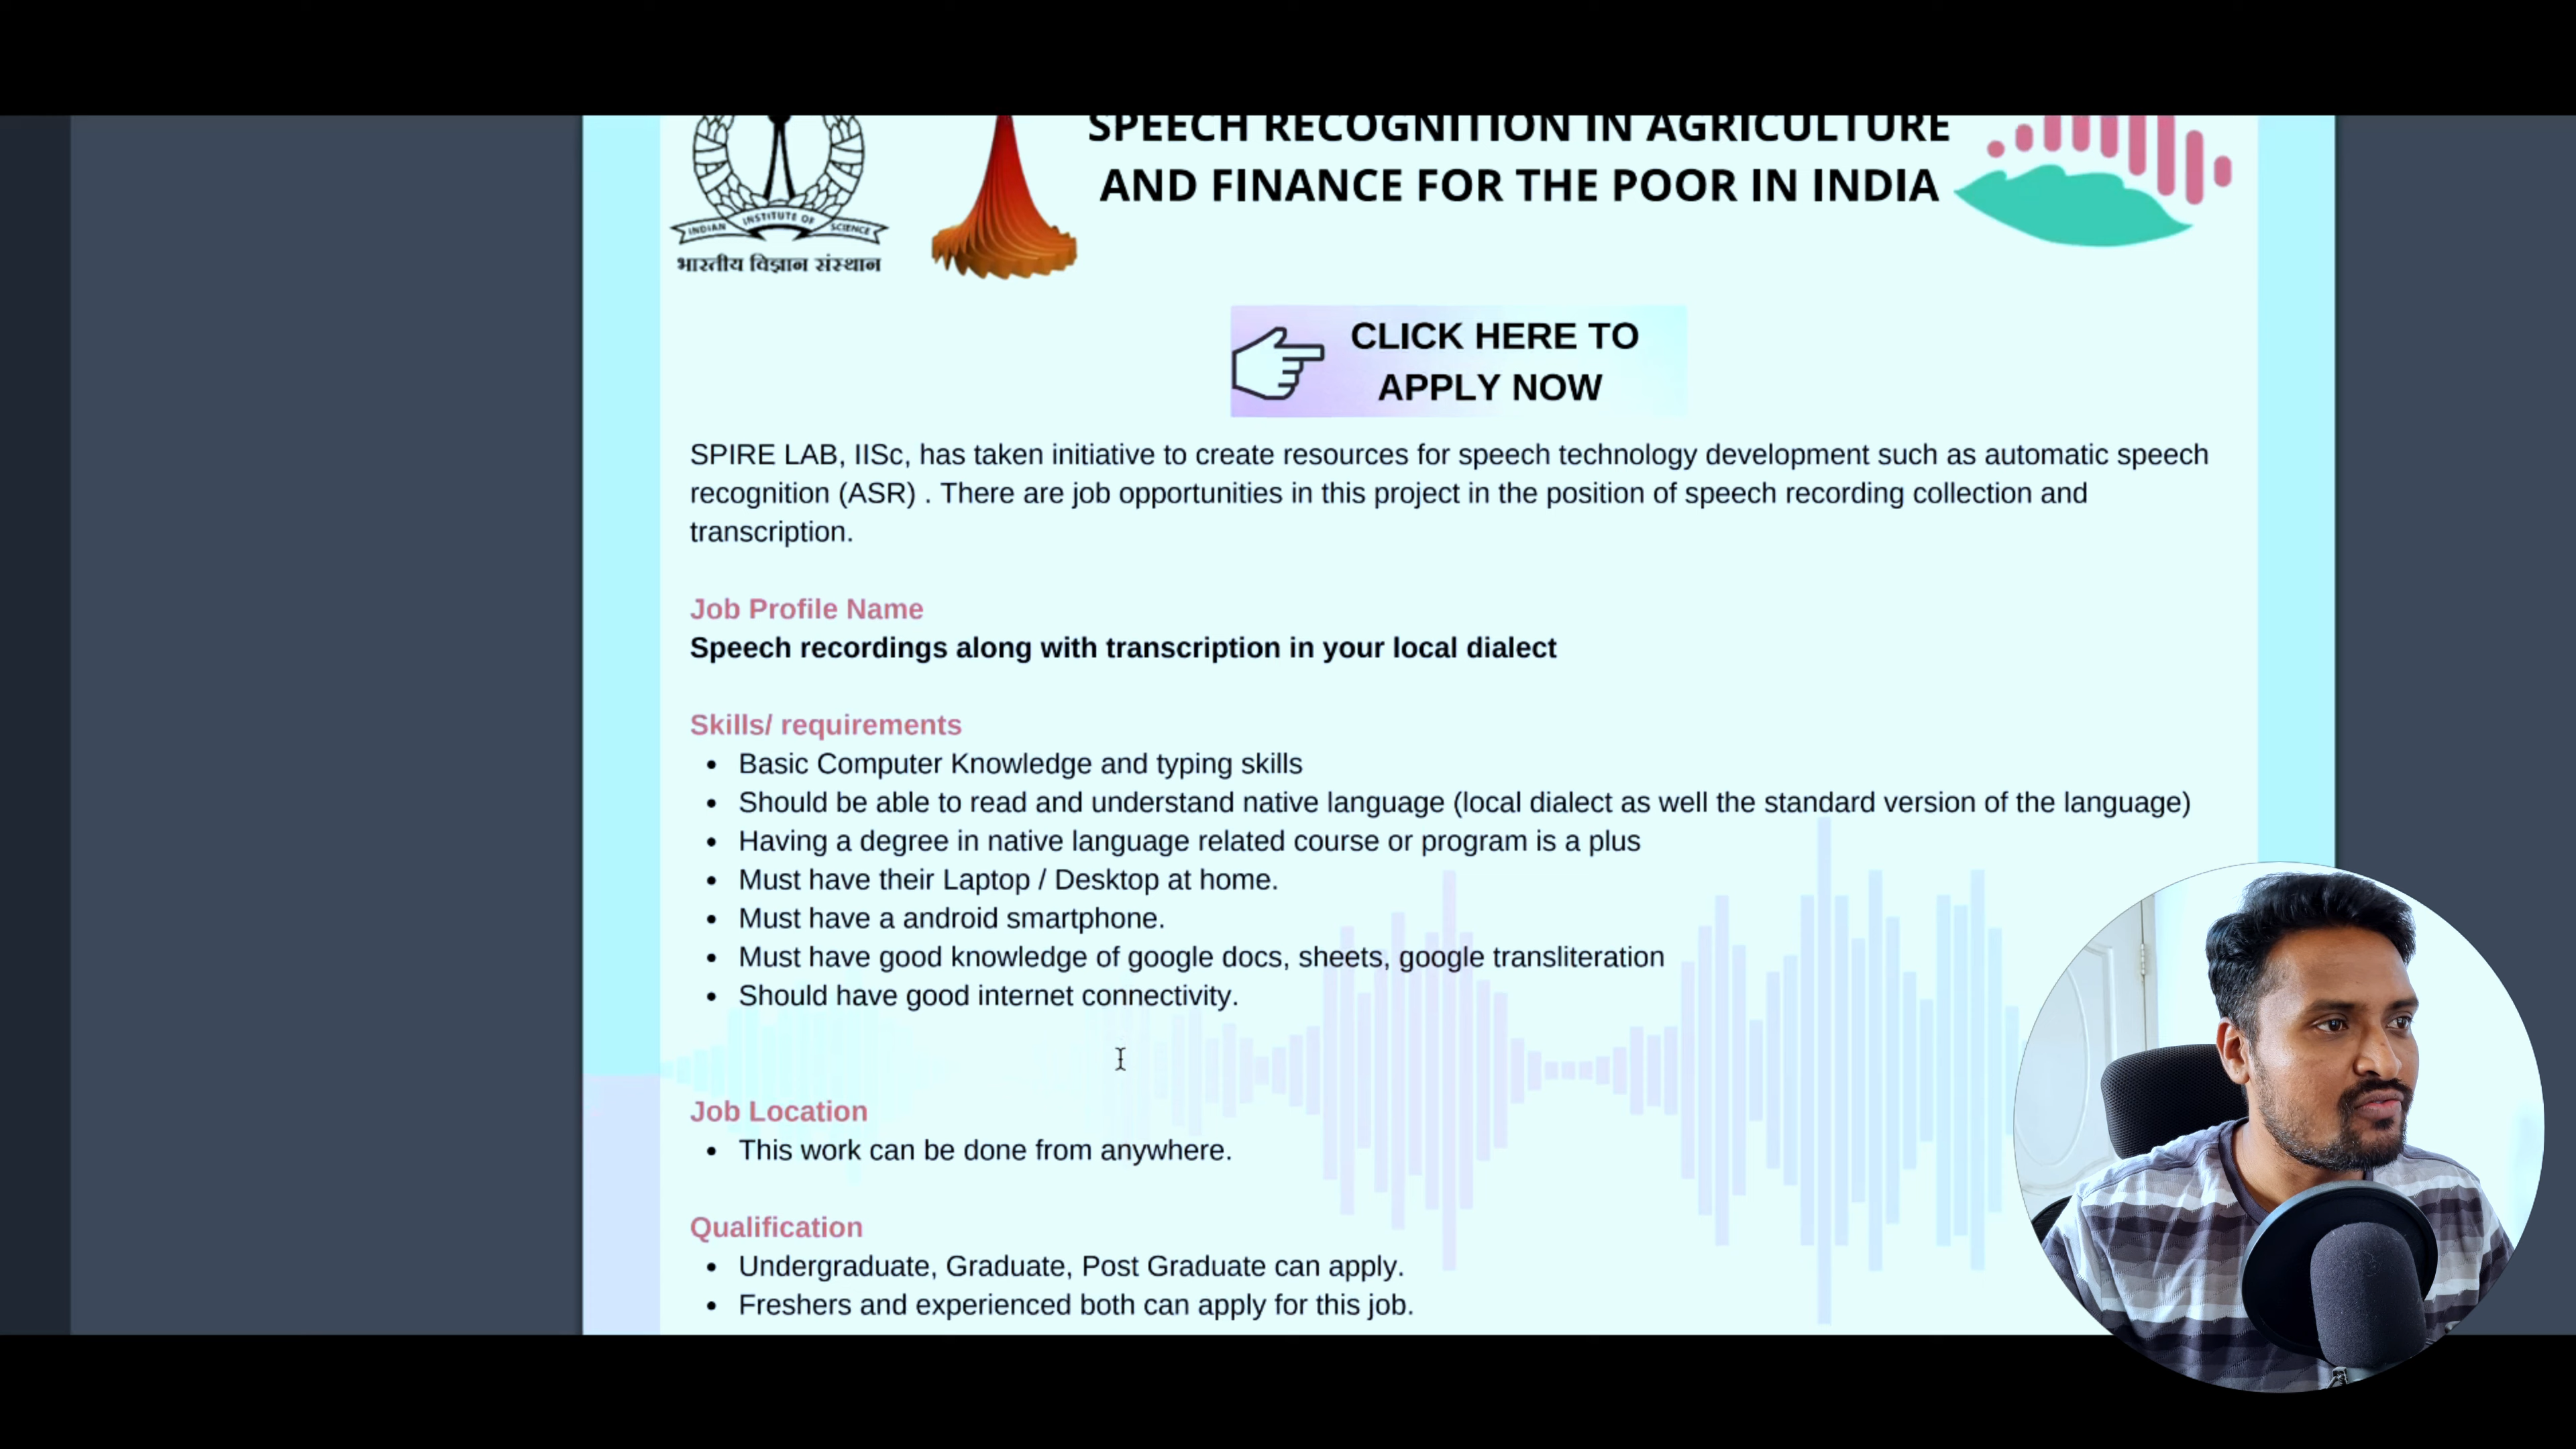 SPEECH RECOGNITION IN AGRICULTURE
AND FINANCE FOR THE POOR IN INDIA
INDIAN INSTITUTE OF SCIENCE
भारतीय विज्ञान संस्थान
CLICK HERE TO
APPLY NOW
SPIRE LAB, IISc, has taken initiative to create resources for speech technology development such as automatic speech
recognition (ASR) . There are job opportunities in this project in the position of speech recording collection and
transcription.
Job Profile Name
Speech recordings along with transcription in your local dialect
Skills/ requirements
• Basic Computer Knowledge and typing skills
• Should be able to read and understand native language (local dialect as well the standard version of the language)
• Having a degree in native language related course or program is a plus
• Must have their Laptop / Desktop at home.
• Must have a android smartphone.
• Must have good knowledge of google docs, sheets, google transliteration
• Should have good internet connectivity.
Job Location
• This work can be done from anywhere.
Qualification
• Undergraduate, Graduate, Post Graduate can apply.
• Freshers and experienced both can apply for this job.